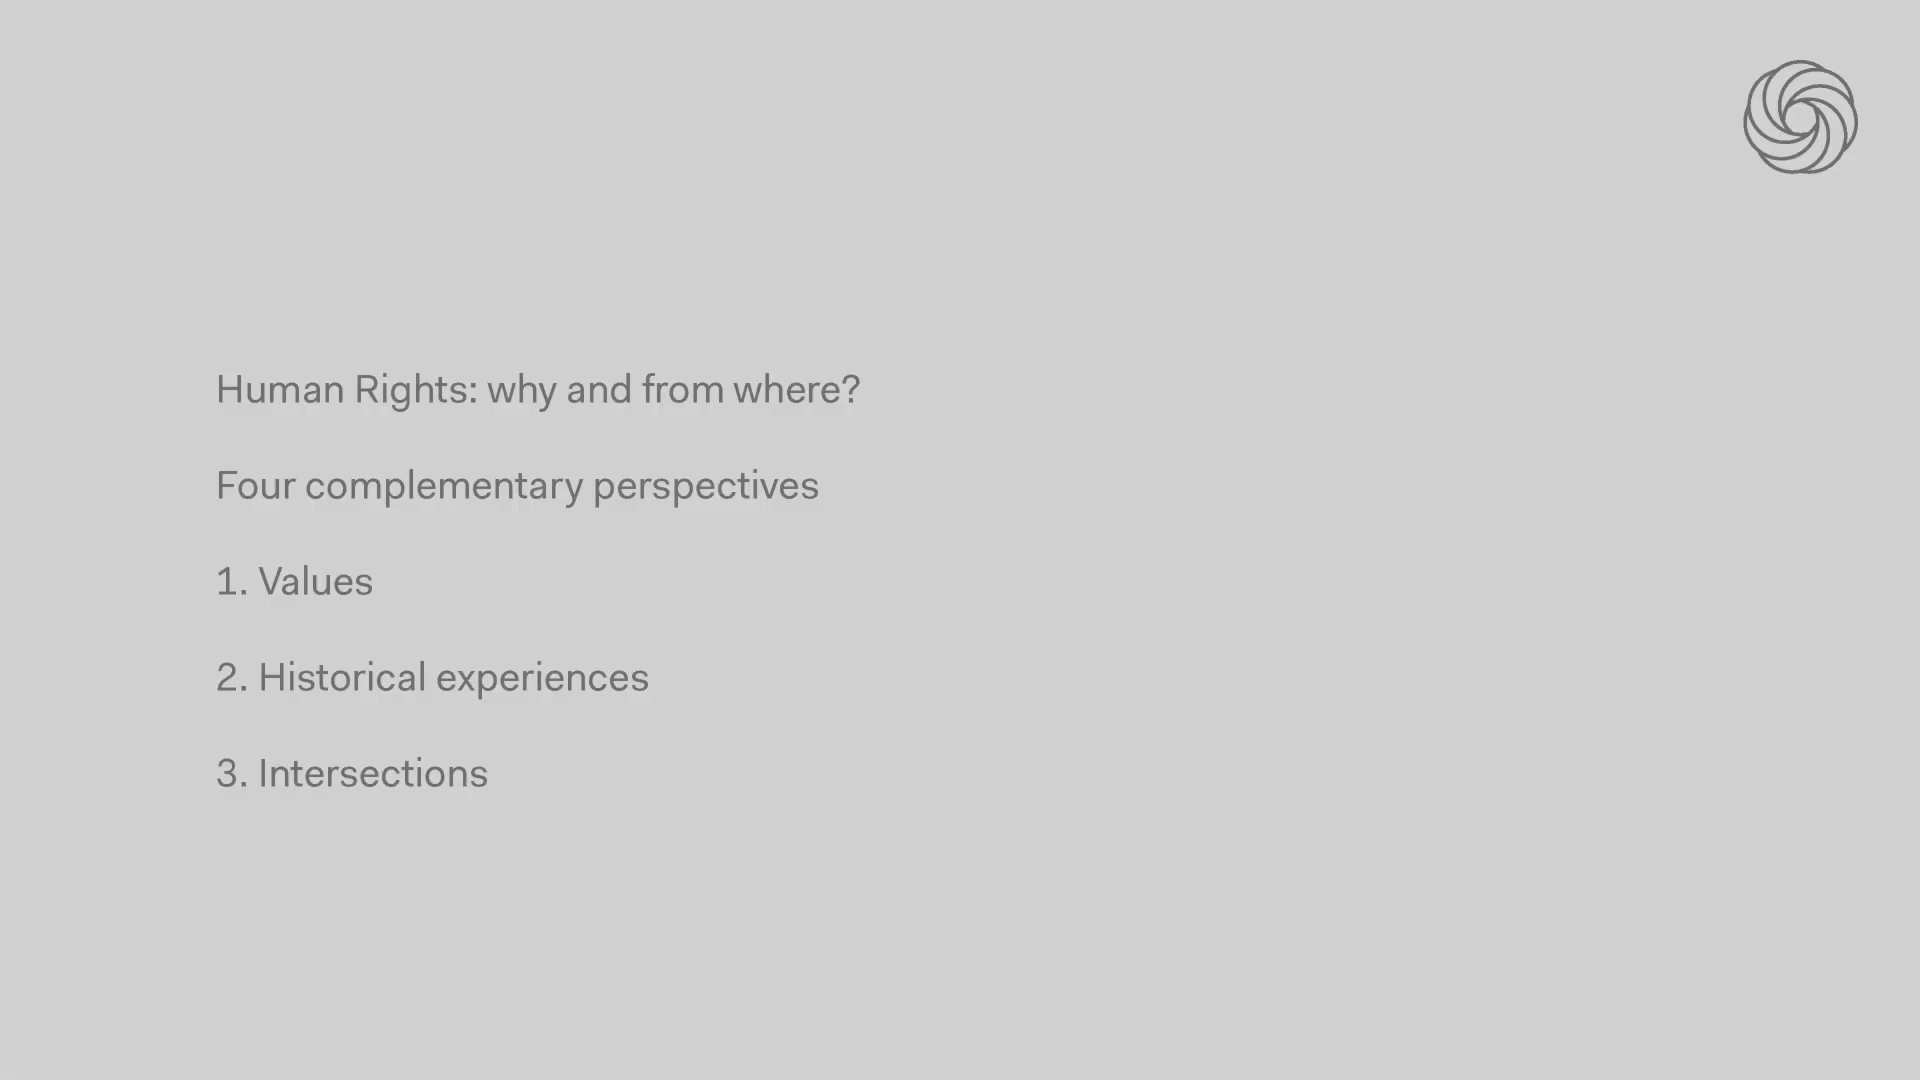 Human Rights: why and from where?
Four complementary perspectives
1. Values
2. Historical experiences
3. Intersections